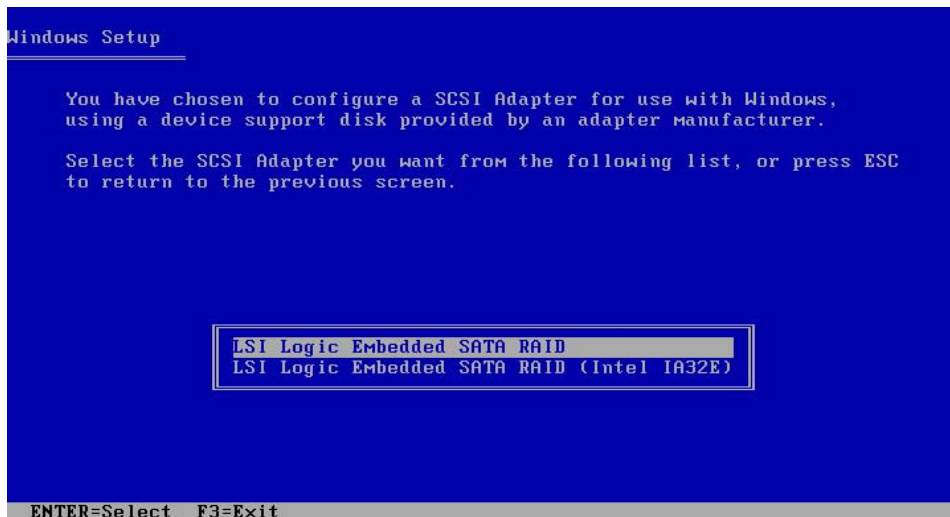 Windows Setup
You have chosen to configure a SCSI Adapter for use with Windows,
using a device support disk provided by an adapter manufacturer.
Select the SCSI Adapter you want from the following list, or press ESC
to return to the previous screen.
LSI Logic Embedded SATA RAID
LSI Logic Embedded SATA RAID (Intel IA32E)
ENTER=Select F3=Exit